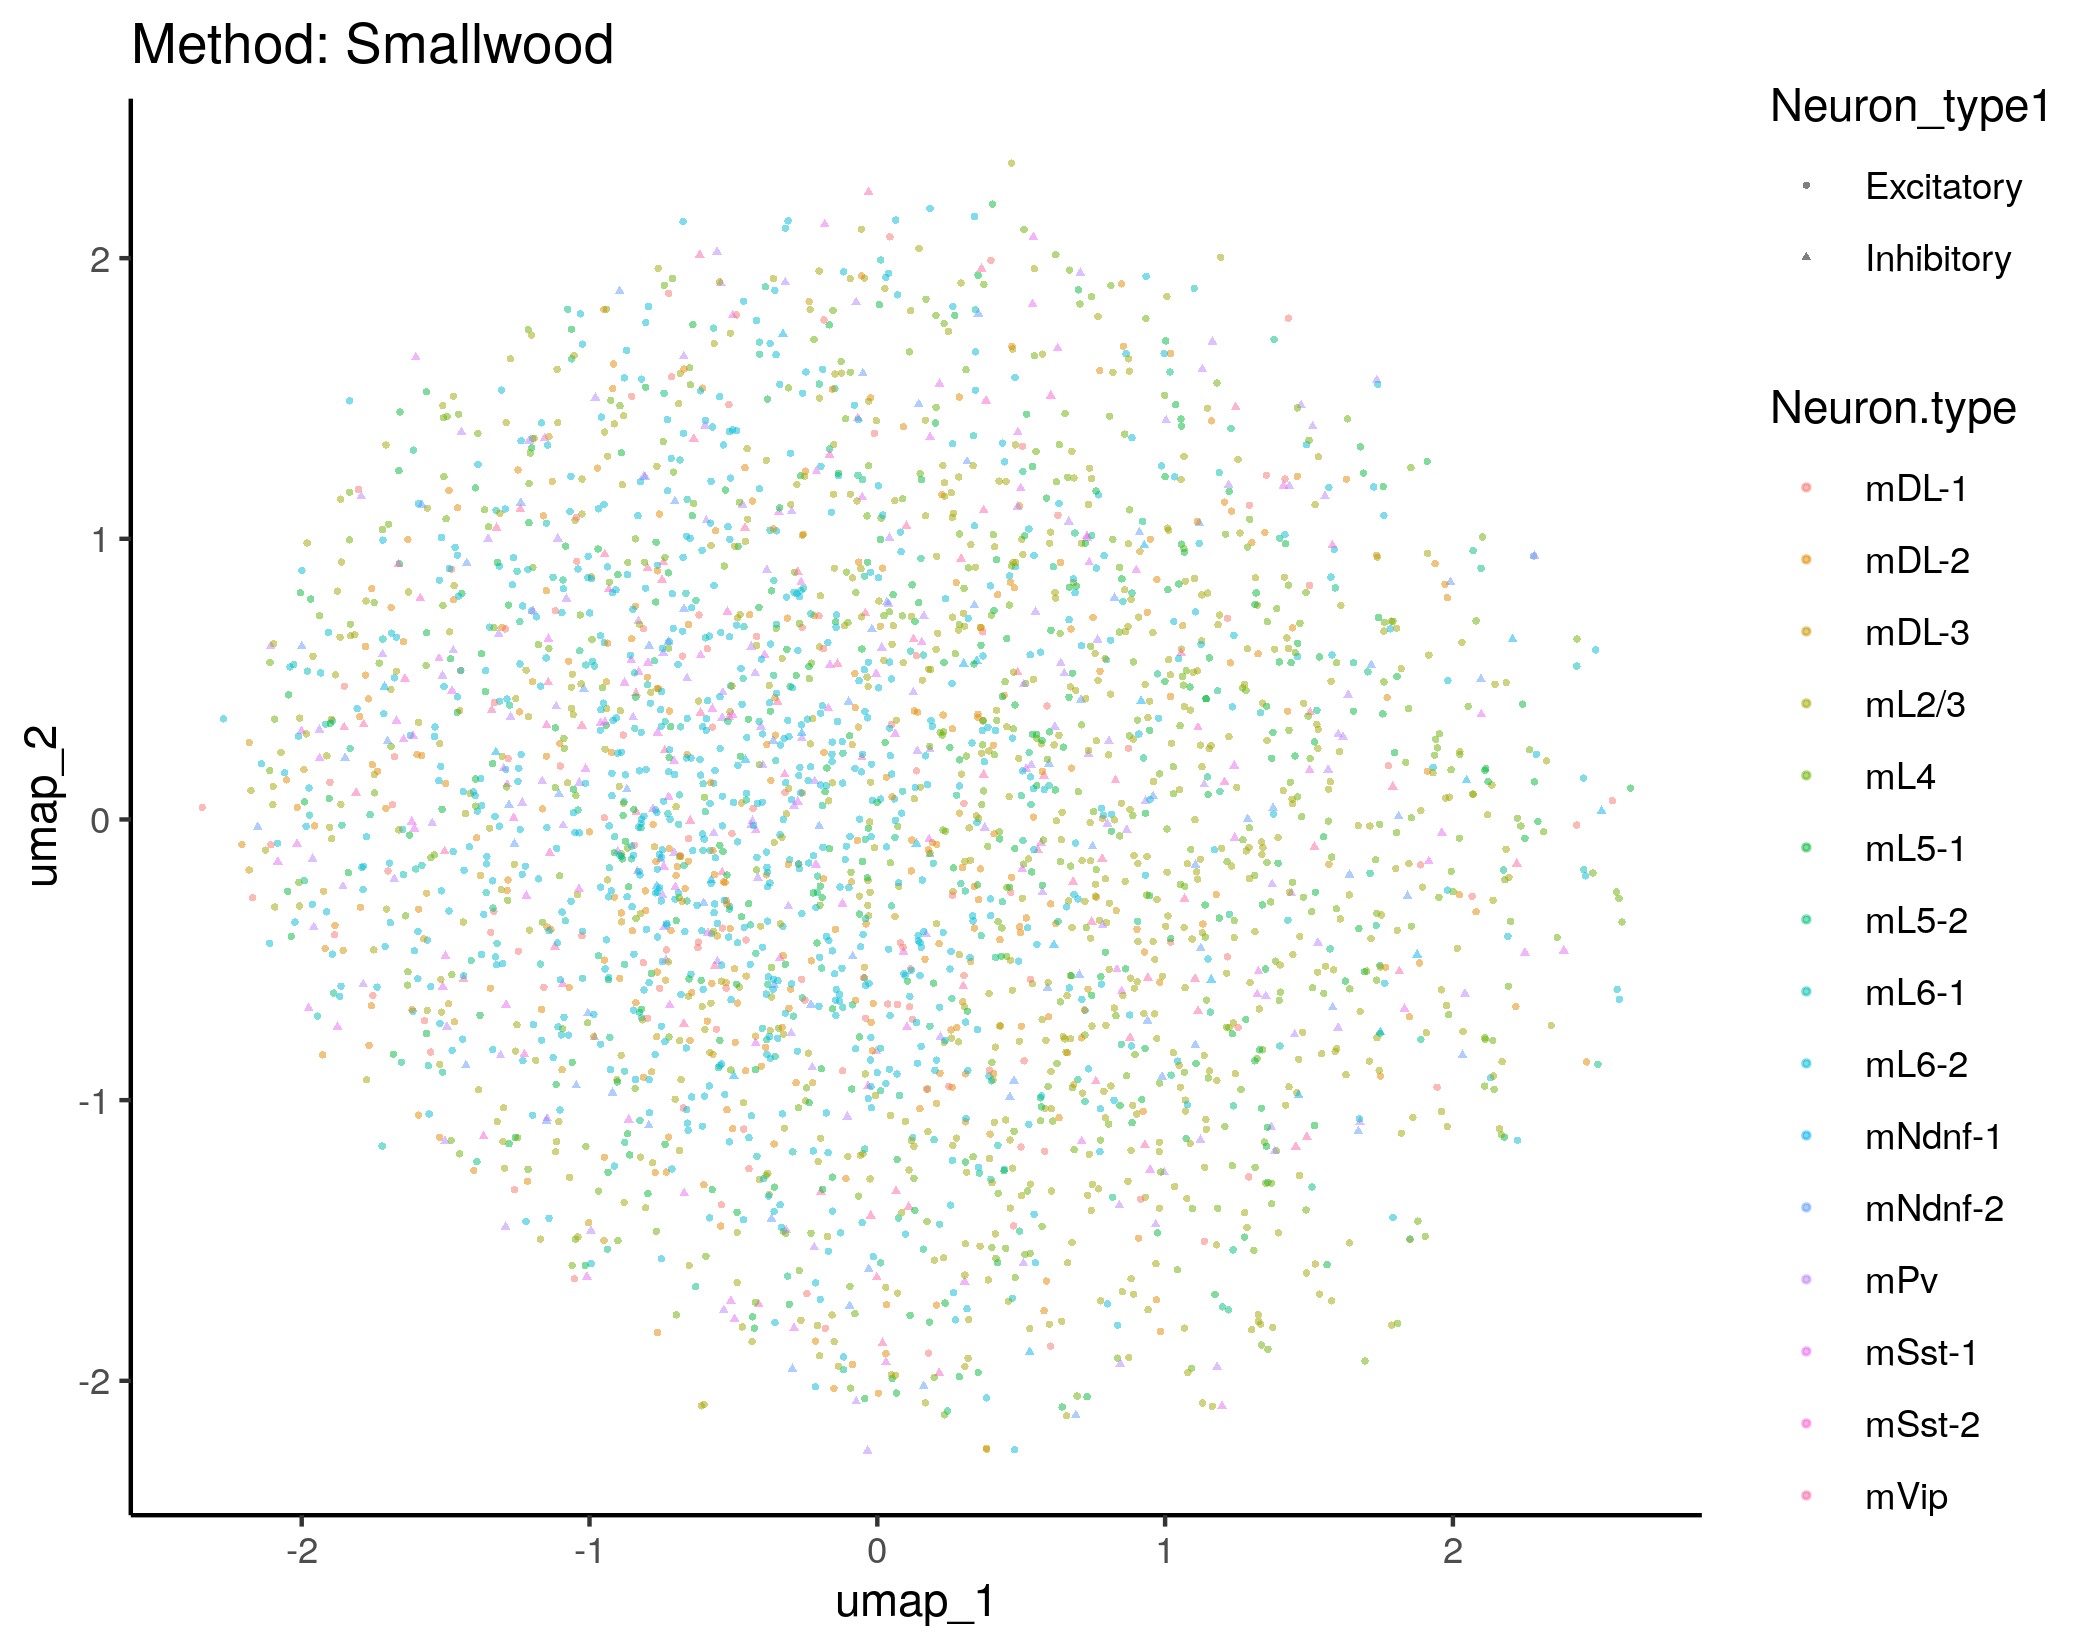 Method: Smallwood
umap_2
2
1
0
-1
-2
-2
-1
0
1
2
umap_1
Neuron_type1
Excitatory
Inhibitory
Neuron.type
mDL-1
mDL-2
mDL-3
mL2/3
mL4
mL5-1
mL5-2
mL6-1
mL6-2
mNdnf-1
mNdnf-2
mPv
mSst-1
mSst-2
mVip